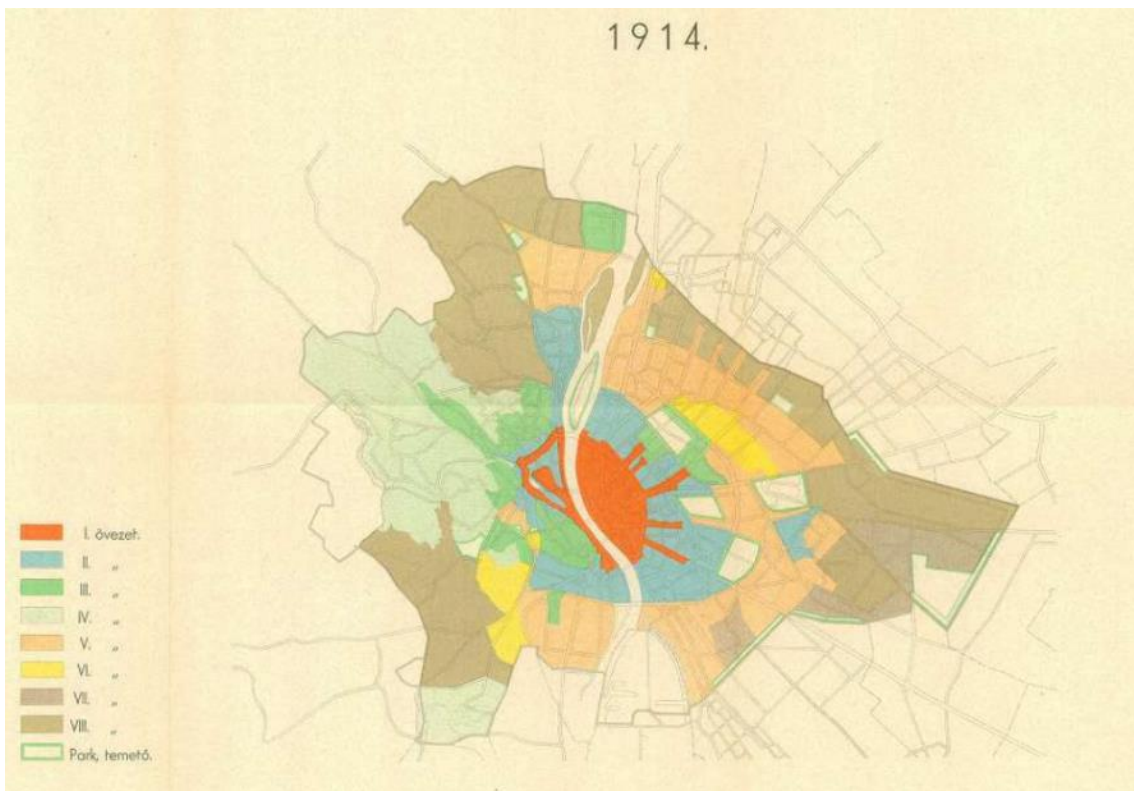 1914.
I. övezet.
II. „
III. „
IV. „
V. „
VI. „
VII. „
VIII. „
Park, temető.